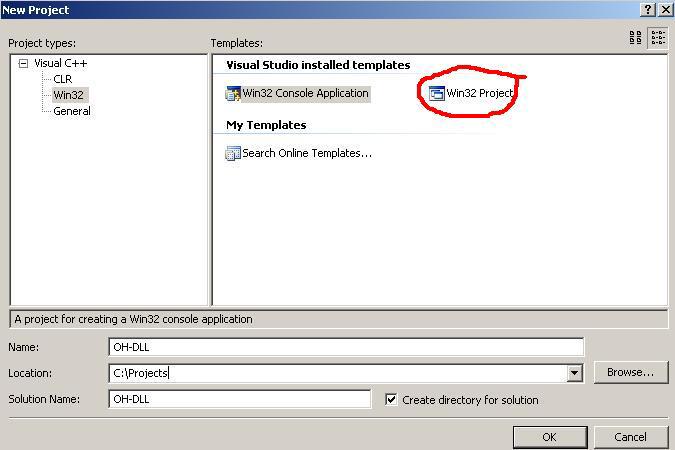 New Project
Project types:
Templates:
Visual C++
CLR
Win32
General
Visual Studio installed templates
Win32 Console Application
Win32 Project
My Templates
Search Online Templates...
A project for creating a Win32 console application
Name:
OH-DLL
Location:
C:\Projects
Browse...
Solution Name:
OH-DLL
Create directory for solution
OK
Cancel